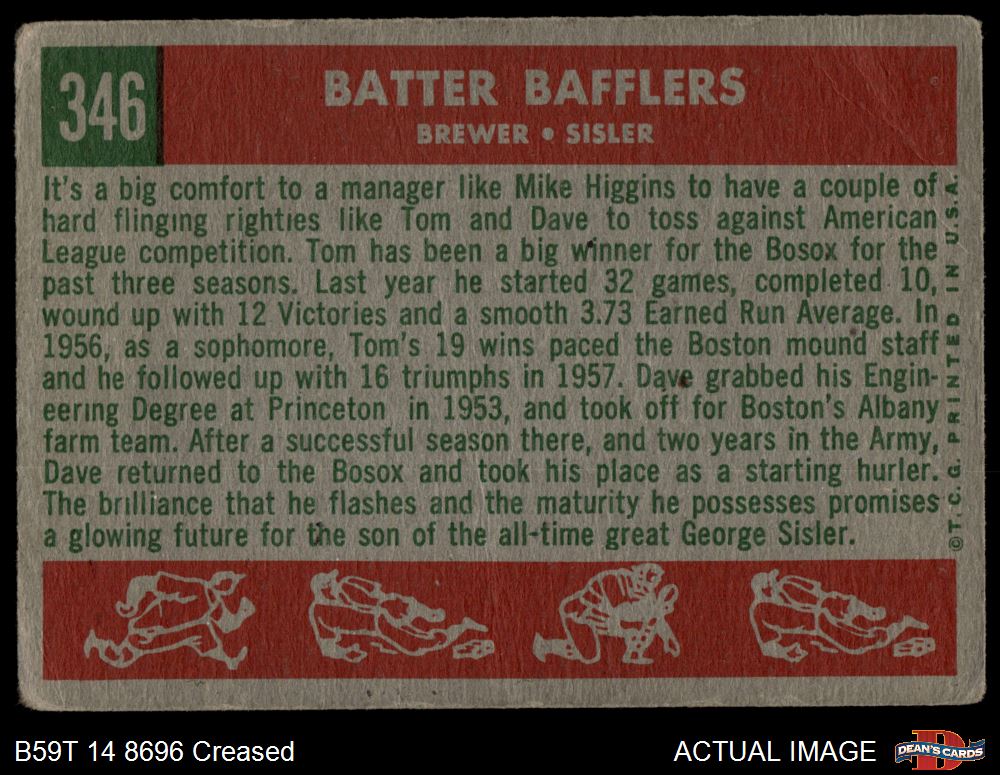 346
BATTER BAFFLERS
BREWER • SISLER
It's a big comfort to a manager like Mike Higgins to have a couple of
hard flinging righties like Tom and Dave to toss against American
League competition. Tom has been a big winner for the Bosox for the
past three seasons. Last year he started 32 games, completed 10,
wound up with 12 Victories and a smooth 3.73 Earned Run Average. In
1956, as a sophomore, Tom's 19 wins paced the Boston mound staff
and he followed up with 16 triumphs in 1957. Dave grabbed his Engin-
eering Degree at Princeton in 1953, and took off for Boston's Albany
farm team. After a successful season there, and two years in the Army,
Dave returned to the Bosox and took his place as a starting hurler.
The brilliance that he flashes and the maturity he possesses promises
a glowing future for the son of the all-time great George Sisler.
©T. C. G. PRINTED IN U.S.A.
B59T 14 8696 Creased
ACTUAL IMAGE
D
DEAN'S CARDS